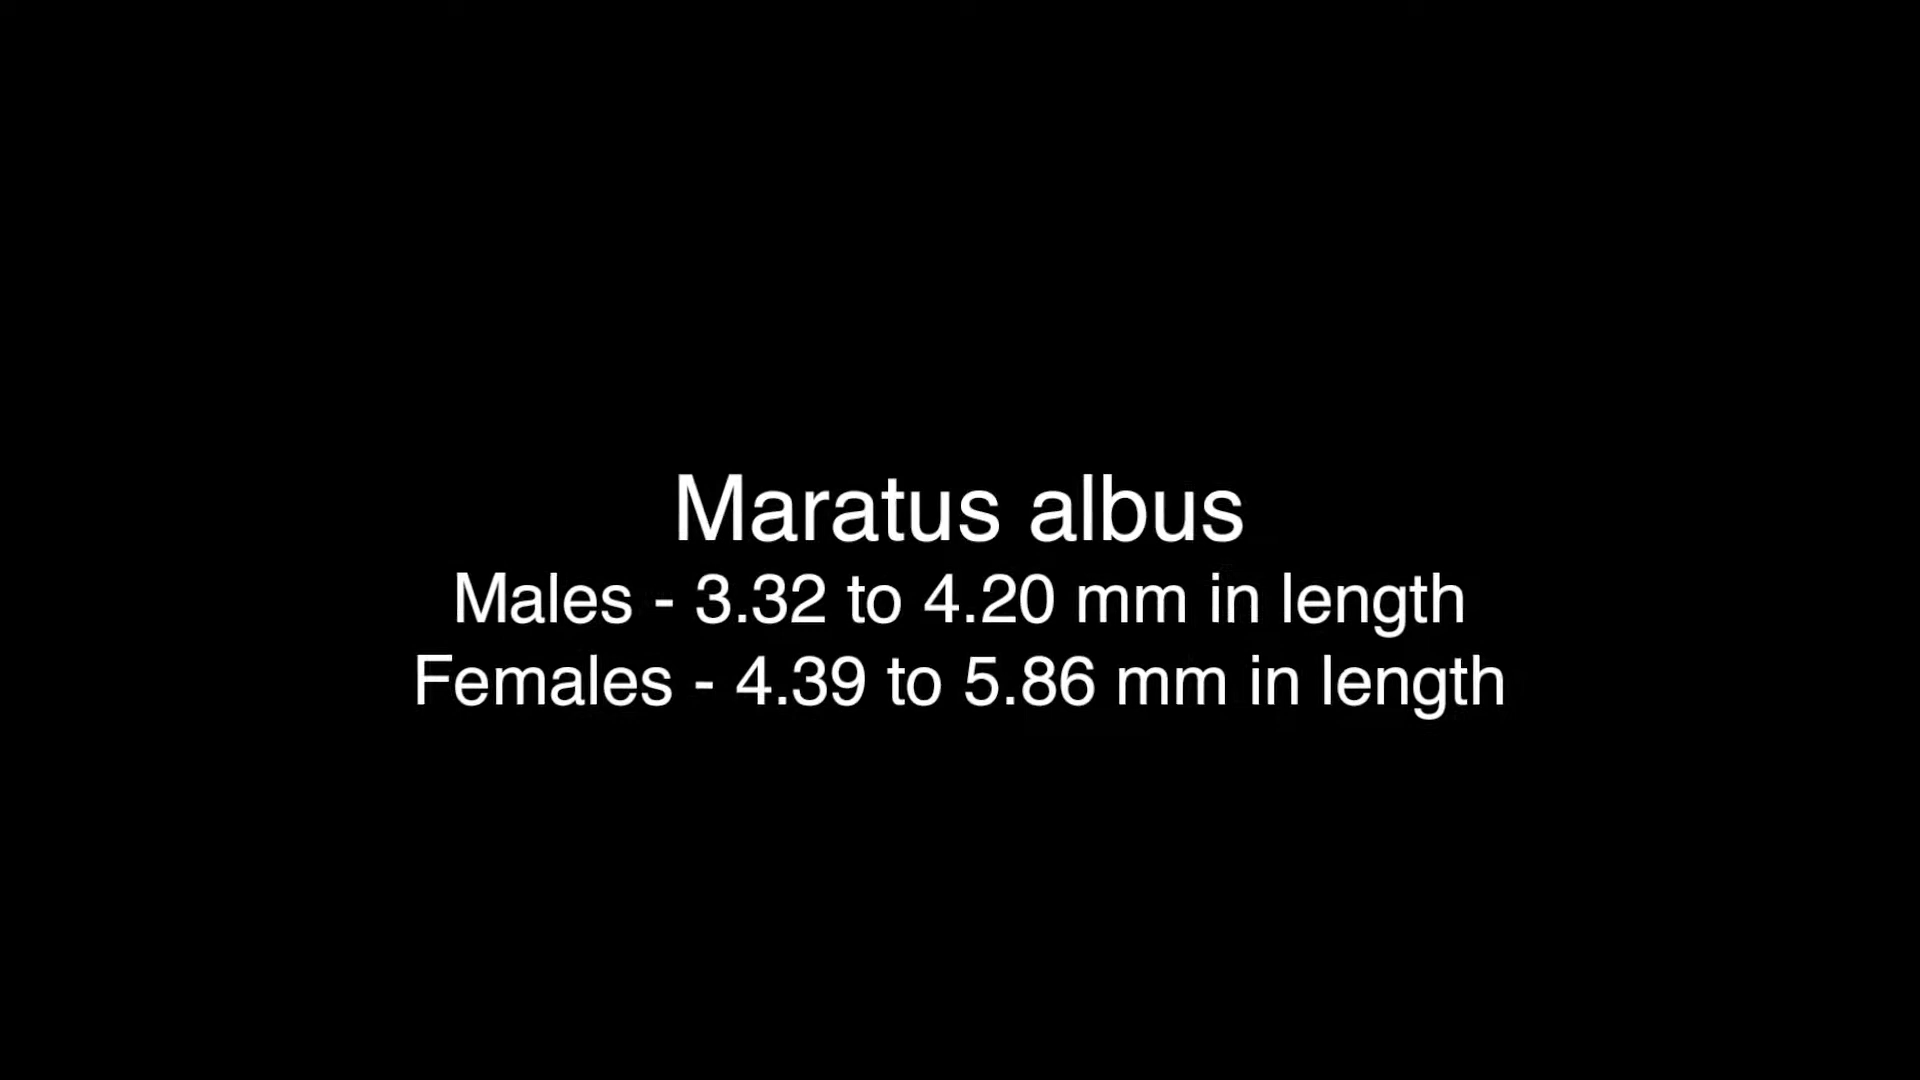 Maratus albus
Males - 3.32 to 4.20 mm in length
Females - 4.39 to 5.86 mm in length